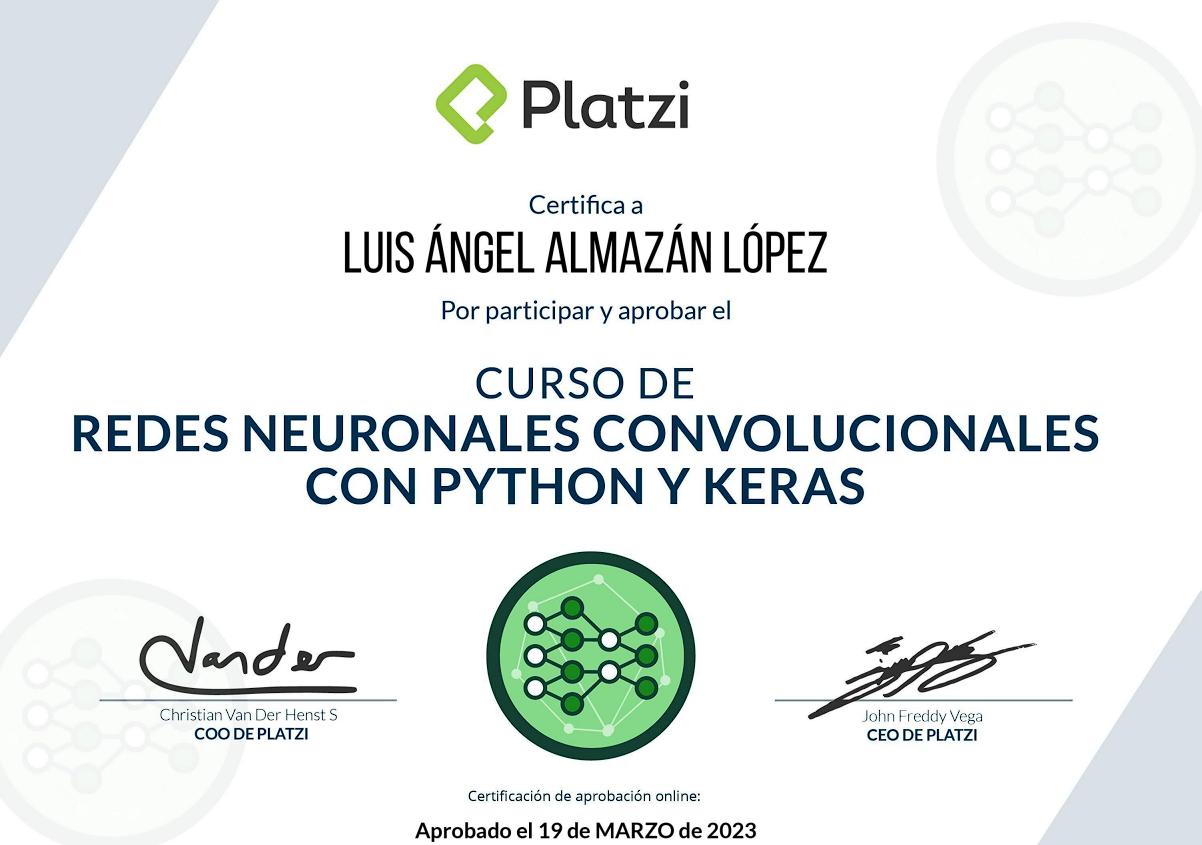 Platzi
Certifica a
LUIS ÁNGEL ALMAZÁN LÓPEZ
Por participar y aprobar el
CURSO DE
REDES NEURONALES CONVOLUCIONALES
CON PYTHON Y KERAS
Vander
Christian Van Der Henst S
COO DE PLATZI
John Freddy Vega
CEO DE PLATZI
Certificación de aprobación online:
Aprobado el 19 de MARZO de 2023